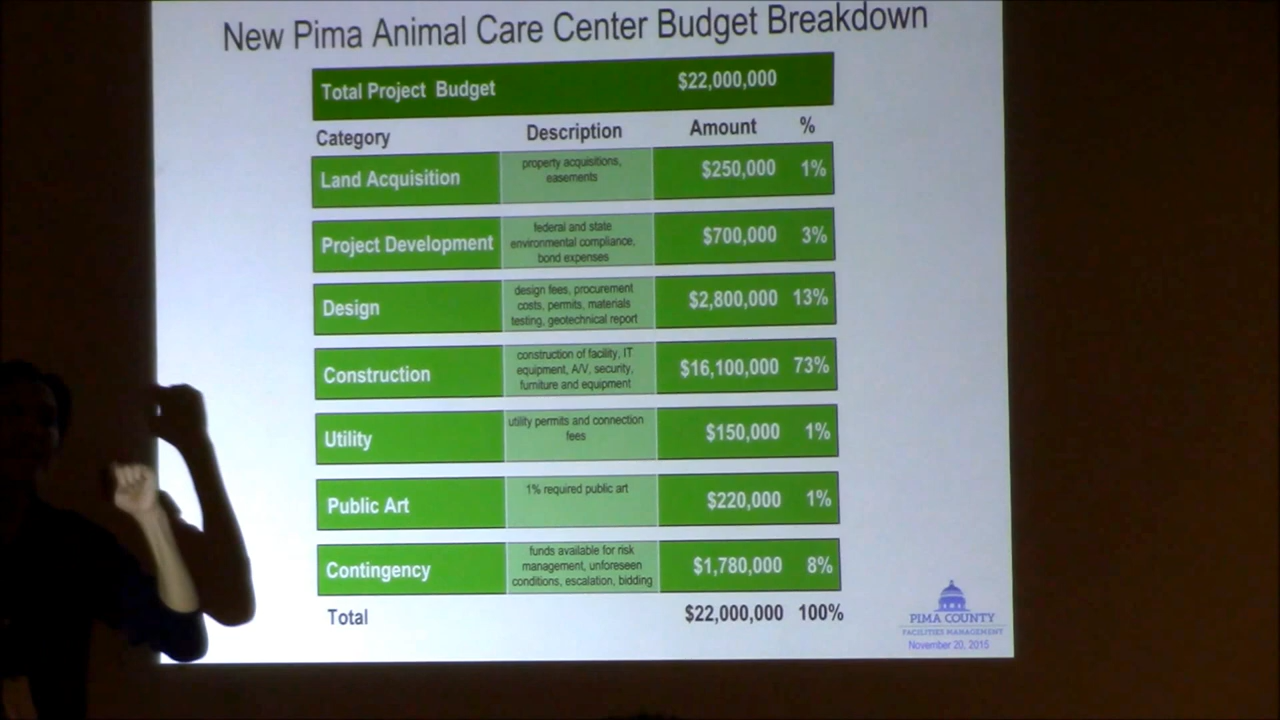 New Pima Animal Care Center Budget Breakdown
Total Project Budget $22,000,000
Category Description Amount %
Land Acquisition property acquisitions, $250,000 1%
easements
Project Development federal and state $700,000 3%
environmental compliance,
bond expenses
Design design fees, procurement $2,800,000 13%
costs, permits, materials
testing, geotechnical report
Construction construction of facility, IT $16,100,000 73%
equipment, A/V, security,
furniture and equipment
Utility utility permits and connection $150,000 1%
fees
Public Art 1% required public art $220,000 1%
Contingency funds available for risk $1,780,000 8%
management, unforeseen
conditions, escalation, bidding
Total $22,000,000 100%
PIMA COUNTY
FACILITIES MANAGEMENT
November 20, 2015